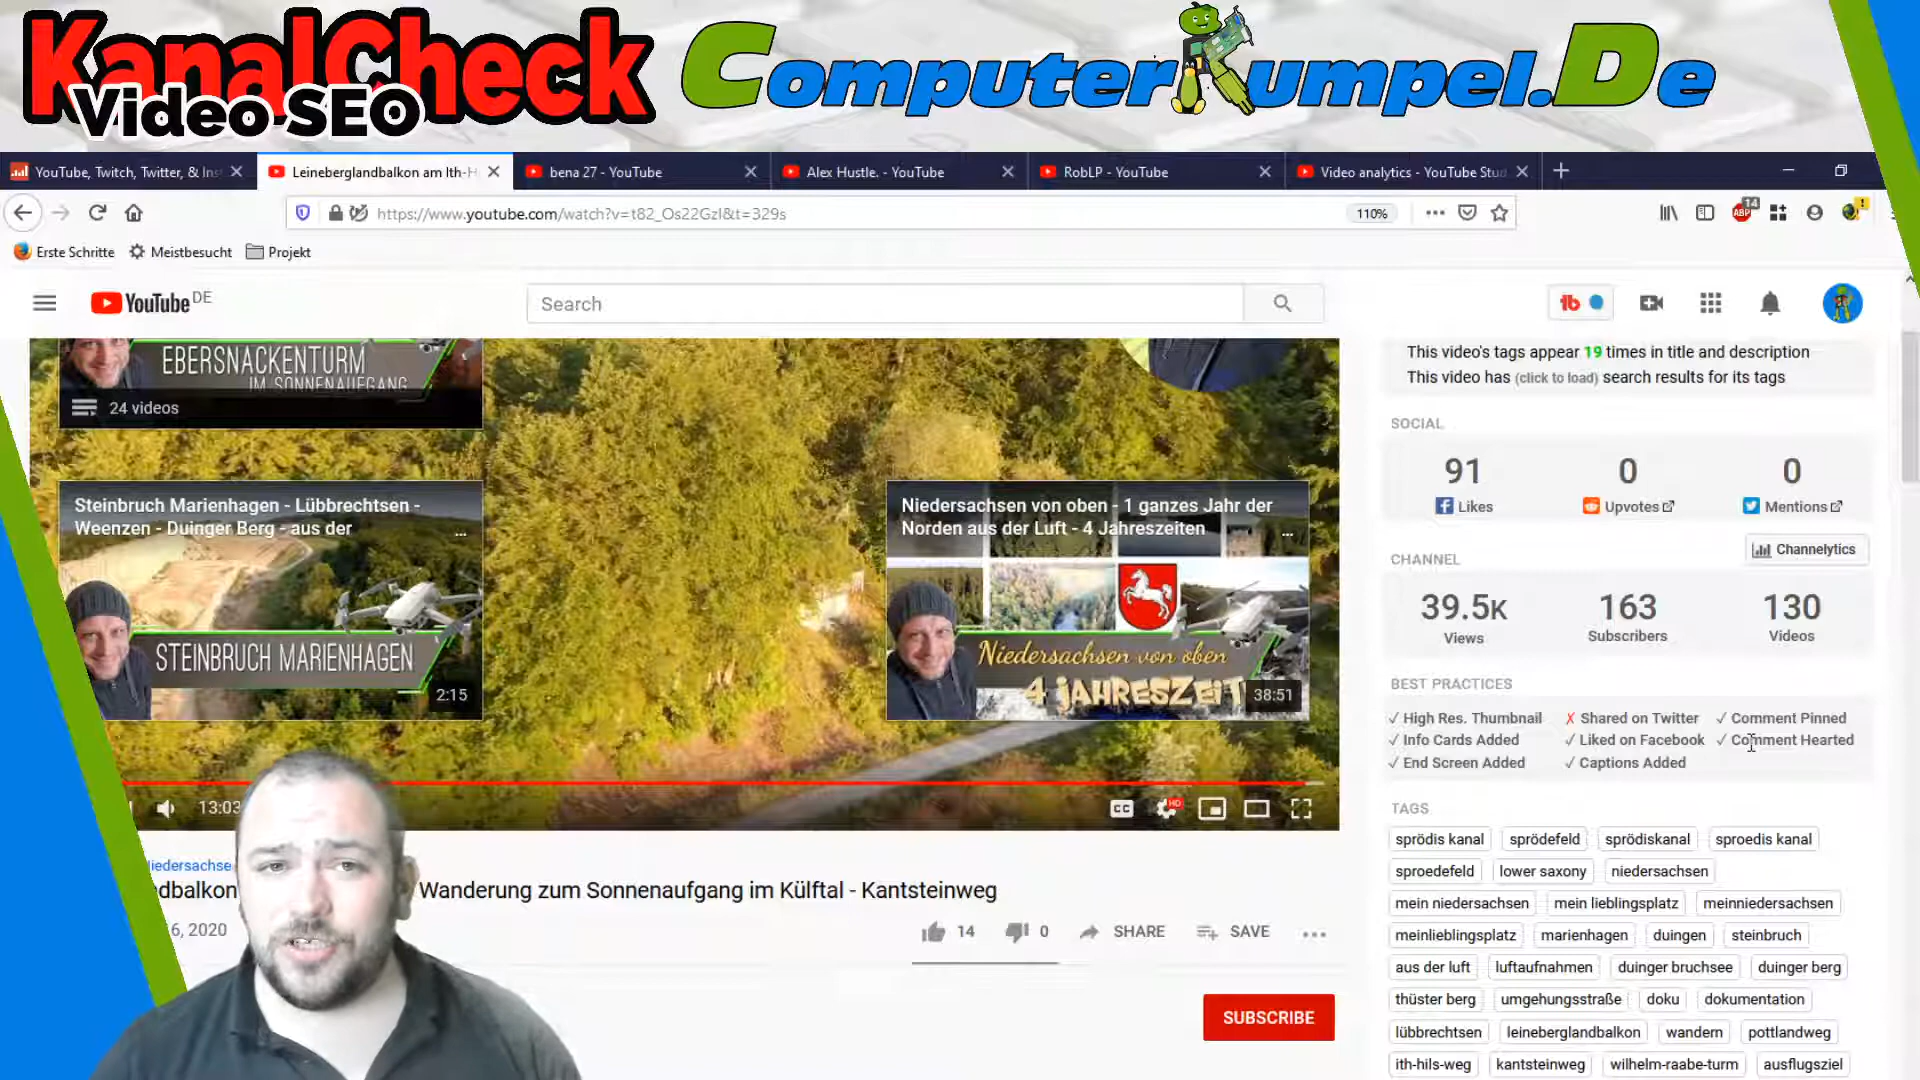 KanalCheck
Video SEO
ComputerRumpel.De
YouTube, Twitch, Twitter, & Ins
Leineberglandbalkon am Ith-H
bena 27 - YouTube
Alex Hustle. - YouTube
RobLP - YouTube
Video analytics - YouTube Stud
https://www.youtube.com/watch?v=t82_Os22GzI&t=329s
110%
14
Erste Schritte
Meistbesucht
Projekt
YouTube DE
Search
EBERSNACKENTURM
IM SONNENAUFGANG
24 videos
Steinbruch Marienhagen - Lübbrechtsen -
Weenzen - Duinger Berg - aus der
STEINBRUCH MARIENHAGEN
2:15
Niedersachsen von oben - 1 ganzes Jahr der
Norden aus der Luft - 4 Jahreszeiten
Niedersachsen von oben
4 JAHRESZEIT
38:51
13:03
CC
HD
iedersachse
dbalkon Wanderung zum Sonnenaufgang im Külftal - Kantsteinweg
6, 2020
14
0
SHARE
SAVE
SUBSCRIBE
This video's tags appear 19 times in title and description
This video has (click to load) search results for its tags
SOCIAL
91 0 0
Likes Upvotes Mentions
CHANNEL
Channelytics
39.5K 163 130
Views Subscribers Videos
BEST PRACTICES
✓ High Res. Thumbnail ✗ Shared on Twitter ✓ Comment Pinned
✓ Info Cards Added ✓ Liked on Facebook ✓ Comment Hearted
✓ End Screen Added ✓ Captions Added
TAGS
sprödis kanal sprödefeld sprödiskanal sproedis kanal
sproedefeld lower saxony niedersachsen
mein niedersachsen mein lieblingsplatz meinniedersachsen
meinlieblingsplatz marienhagen duingen steinbruch
aus der luft luftaufnahmen duinger bruchsee duinger berg
thüster berg umgehungsstraße doku dokumentation
lübbrechtsen leineberglandbalkon wandern pottlandweg
ith-hils-weg kantsteinweg wilhelm-raabe-turm ausflugsziel